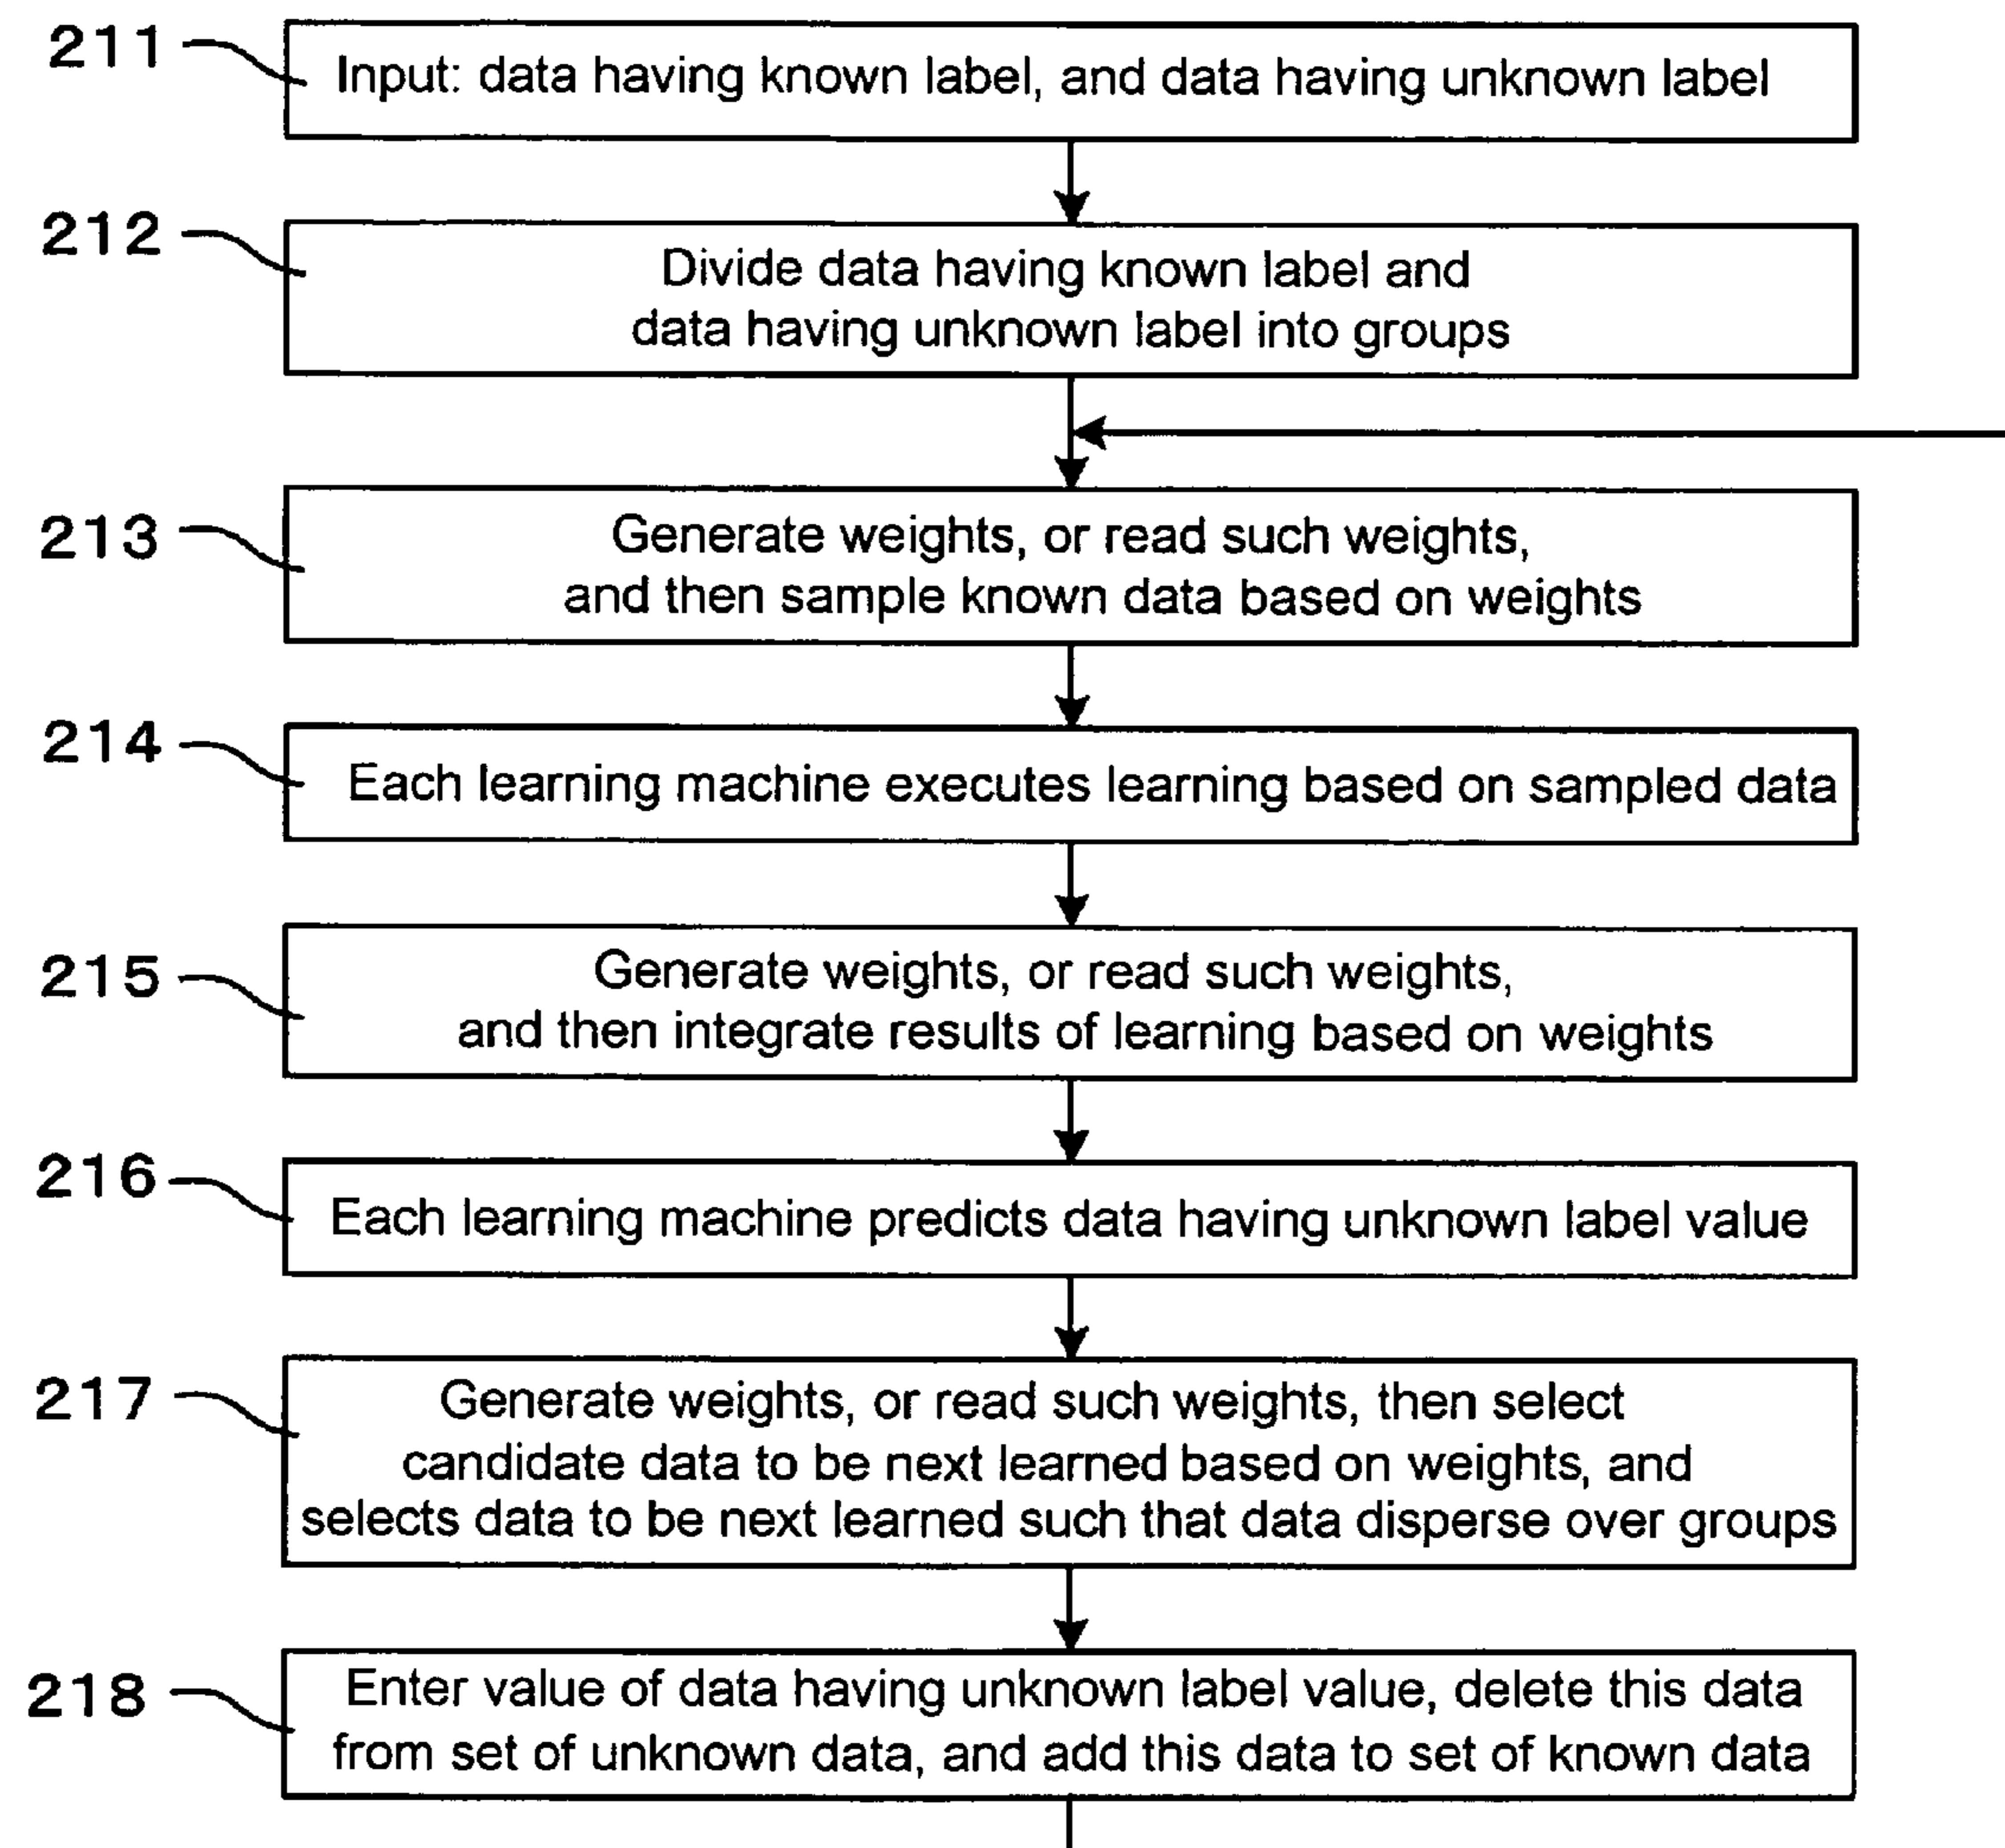 211
Input: data having known label, and data having unknown label
212
Divide data having known label and
data having unknown label into groups
213
Generate weights, or read such weights,
and then sample known data based on weights
214
Each learning machine executes learning based on sampled data
215
Generate weights, or read such weights,
and then integrate results of learning based on weights
216
Each learning machine predicts data having unknown label value
217
Generate weights, or read such weights, then select
candidate data to be next learned based on weights, and
selects data to be next learned such that data disperse over groups
218
Enter value of data having unknown label value, delete this data
from set of unknown data, and add this data to set of known data